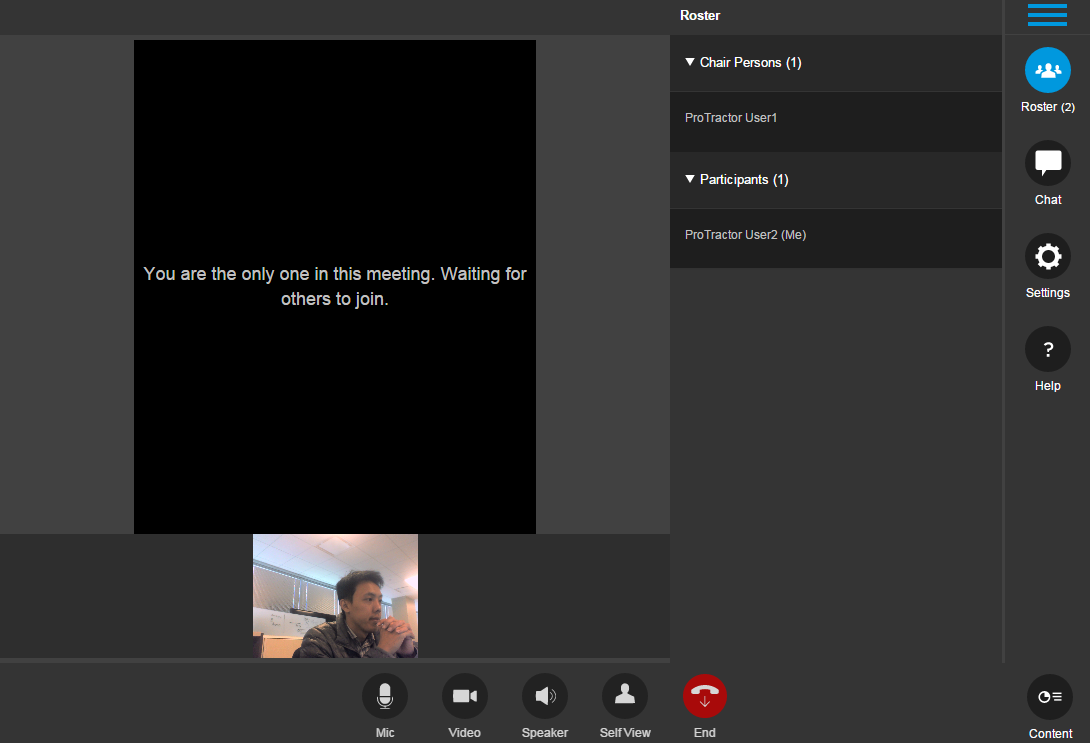 Roster
Chair Persons (1)
ProTractor User1
Participants (1)
ProTractor User2 (Me)
You are the only one in this meeting. Waiting for
others to join.
Roster (2)
Chat
Settings
?
Help
Mic
Video
Speaker
Self View
End
Content